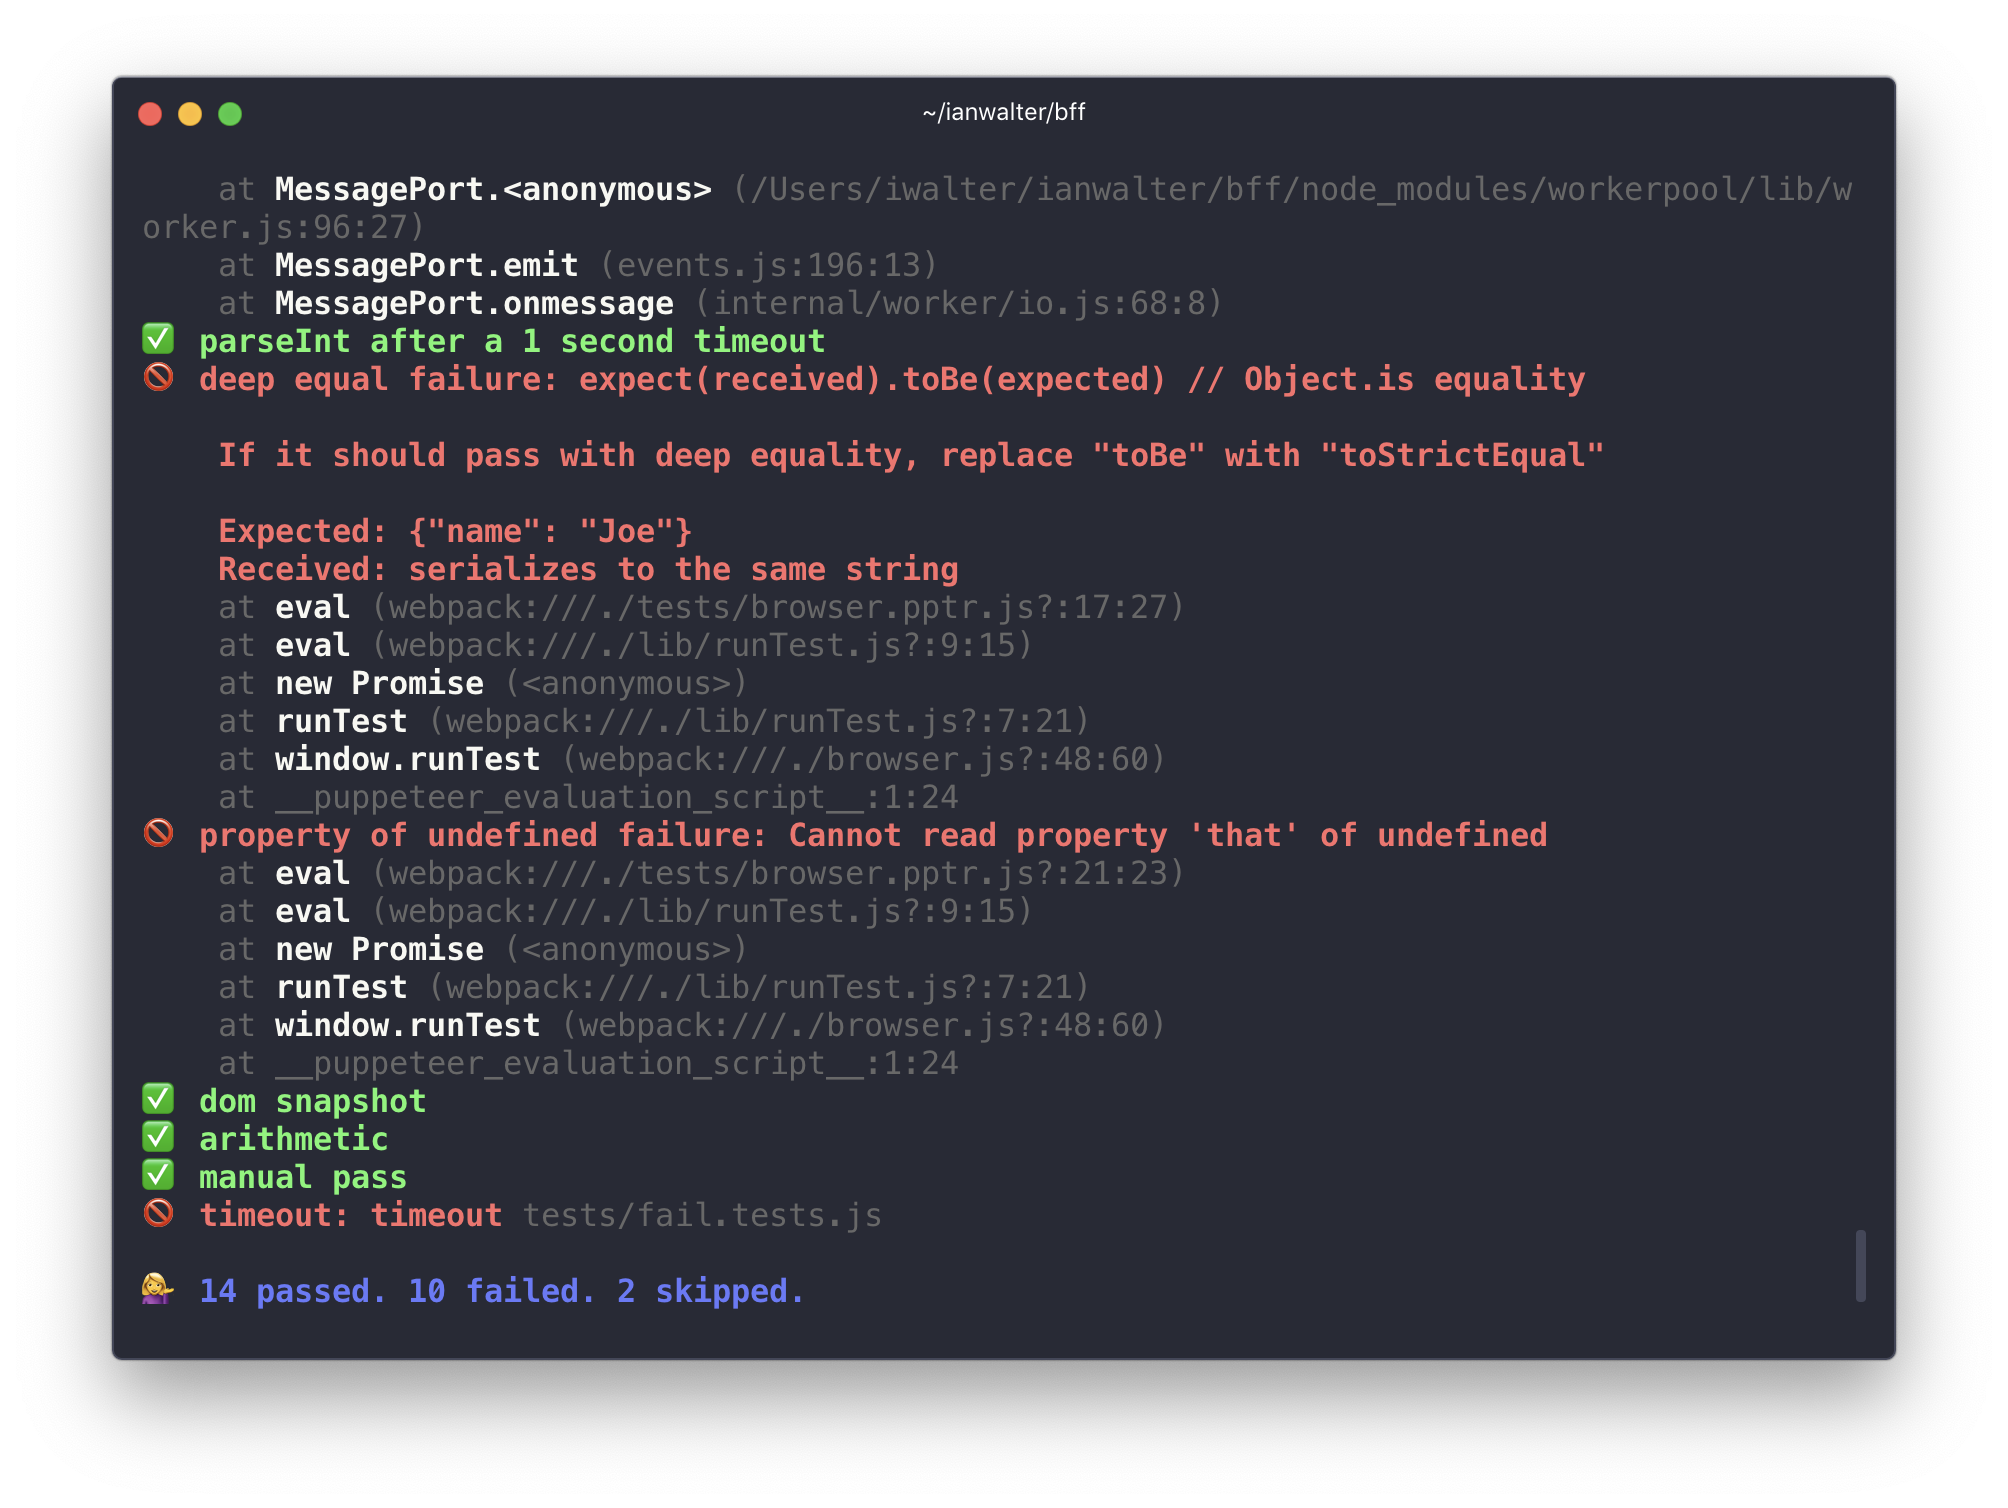 ~/ianwalter/bff
at MessagePort.<anonymous> (/Users/iwalter/ianwalter/bff/node_modules/workerpool/lib/w
orker.js:96:27)
at MessagePort.emit (events.js:196:13)
at MessagePort.onmessage (internal/worker/io.js:68:8)
✅ parseInt after a 1 second timeout
🚫 deep equal failure: expect(received).toBe(expected) // Object.is equality
If it should pass with deep equality, replace "toBe" with "toStrictEqual"
Expected: {"name": "Joe"}
Received: serializes to the same string
at eval (webpack:///./tests/browser.pptr.js?:17:27)
at eval (webpack:///./lib/runTest.js?:9:15)
at new Promise (<anonymous>)
at runTest (webpack:///./lib/runTest.js?:7:21)
at window.runTest (webpack:///./browser.js?:48:60)
at __puppeteer_evaluation_script__:1:24
🚫 property of undefined failure: Cannot read property 'that' of undefined
at eval (webpack:///./tests/browser.pptr.js?:21:23)
at eval (webpack:///./lib/runTest.js?:9:15)
at new Promise (<anonymous>)
at runTest (webpack:///./lib/runTest.js?:7:21)
at window.runTest (webpack:///./browser.js?:48:60)
at __puppeteer_evaluation_script__:1:24
✅ dom snapshot
✅ arithmetic
✅ manual pass
🚫 timeout: timeout tests/fail.tests.js
💁‍♀️ 14 passed. 10 failed. 2 skipped.